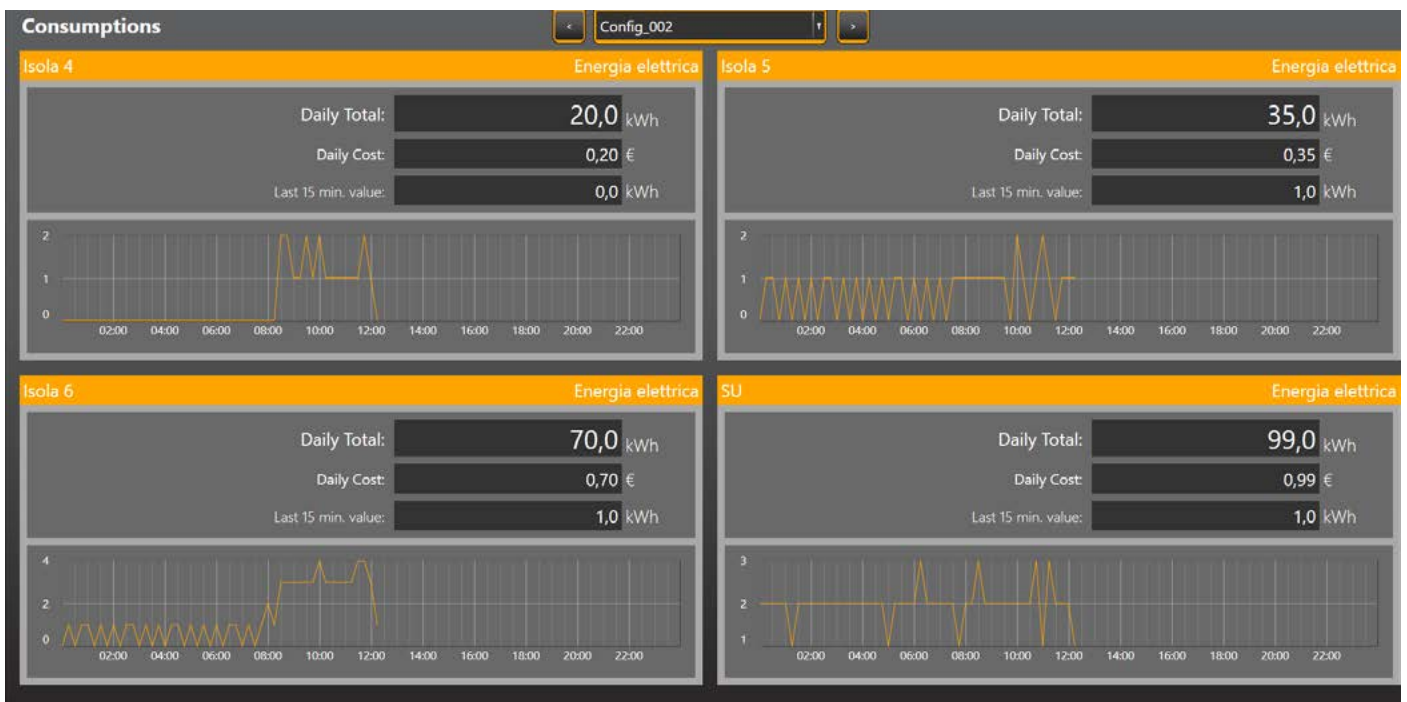 Consumptions
< Config_002 >
Isola 4 Energia elettrica
Daily Total: 20,0 kWh
Daily Cost: 0,20 €
Last 15 min. value: 0,0 kWh
2
1
0
02:00 04:00 06:00 08:00 10:00 12:00 14:00 16:00 18:00 20:00 22:00
Isola 5 Energia elettrica
Daily Total: 35,0 kWh
Daily Cost: 0,35 €
Last 15 min. value: 1,0 kWh
2
1
0
02:00 04:00 06:00 08:00 10:00 12:00 14:00 16:00 18:00 20:00 22:00
Isola 6 Energia elettrica
Daily Total: 70,0 kWh
Daily Cost: 0,70 €
Last 15 min. value: 1,0 kWh
4
2
0
02:00 04:00 06:00 08:00 10:00 12:00 14:00 16:00 18:00 20:00 22:00
SU Energia elettrica
Daily Total: 99,0 kWh
Daily Cost: 0,99 €
Last 15 min. value: 1,0 kWh
3
2
1
02:00 04:00 06:00 08:00 10:00 12:00 14:00 16:00 18:00 20:00 22:00